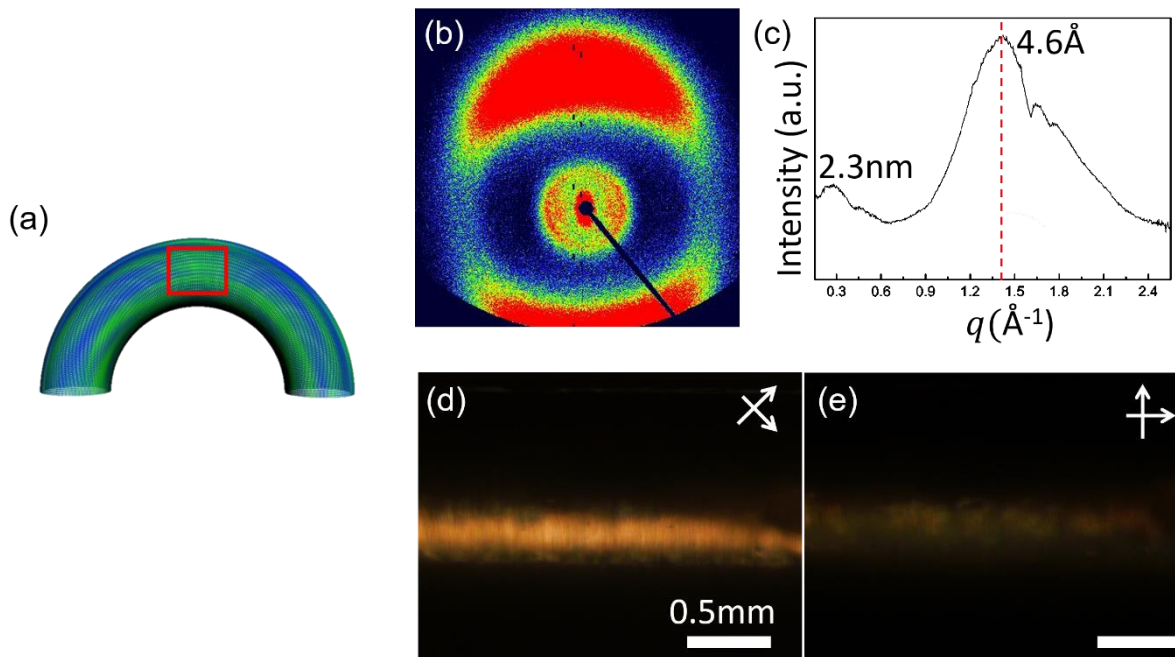 (a)
(b)
(c)
4.6Å
2.3nm
Intensity (a.u.)
0.3 0.6 0.9 1.2 1.5 1.8 2.1 2.4
q(Å⁻¹)
(d)
0.5mm
(e)